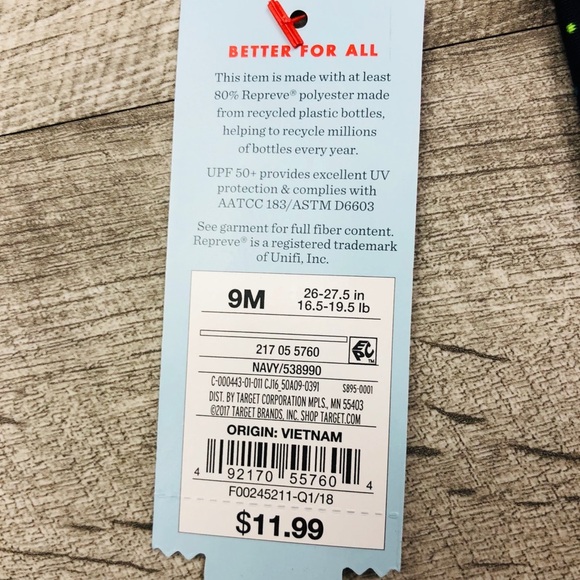 BETTER FOR ALL
This item is made with at least
80% Repreve® polyester made
from recycled plastic bottles,
helping to recycle millions
of bottles every year.
UPF 50+ provides excellent UV
protection & complies with
AATCC 183/ASTM D6603
See garment for full fiber content.
Repreve® is a registered trademark
of Unifi, Inc.
9M 26-27.5 in
16.5-19.5 lb
217 05 5760
EPC™
NAVY/538990
C-000443-01-011 CJ16_50A09-0391 S895-0001
DIST. BY TARGET CORPORATION MPLS., MN 55403
©2017 TARGET BRANDS, INC. SHOP TARGET.COM
ORIGIN: VIETNAM
4 92170 55760 4
F00245211-Q1/18
$11.99